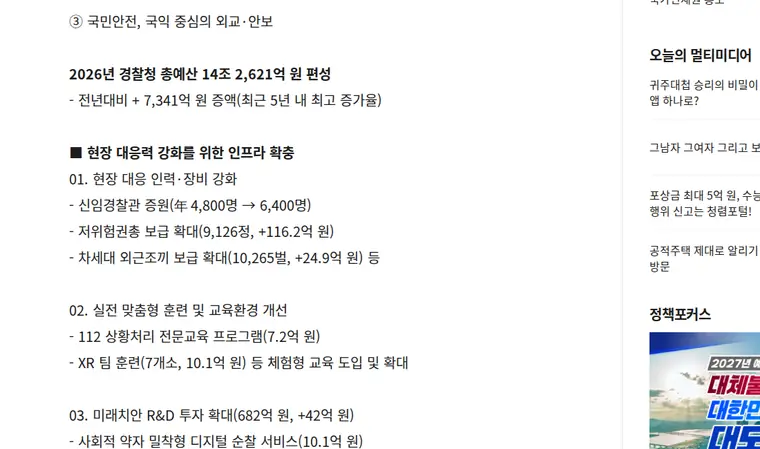 ③ 국민안전, 국익 중심의 외교·안보
2026년 경찰청 총예산 14조 2,621억 원 편성
- 전년대비 + 7,341억 원 증액(최근 5년 내 최고 증가율)
■ 현장 대응력 강화를 위한 인프라 확충
01. 현장 대응 인력·장비 강화
- 신임경찰관 증원(年 4,800명 → 6,400명)
- 저위험권총 보급 확대(9,126정, +116.2억 원)
- 차세대 외근조끼 보급 확대(10,265벌, +24.9억 원) 등
02. 실전 맞춤형 훈련 및 교육환경 개선
- 112 상황처리 전문교육 프로그램(7.2억 원)
- XR 팀 훈련(7개소, 10.1억 원) 등 체험형 교육 도입 및 확대
03. 미래치안 R&D 투자 확대(682억 원, +42억 원)
- 사회적 약자 밀착형 디지털 순찰 서비스(10.1억 원)
오늘의 멀티미디어
귀주대첩 승리의 비밀이
앱 하나로?
그남자 그여자 그리고 보
포상금 최대 5억 원, 수능
행위 신고는 청렴포털!
공적주택 제대로 알리기
방문
정책포커스
2027년 예
대체불
대한민
대도